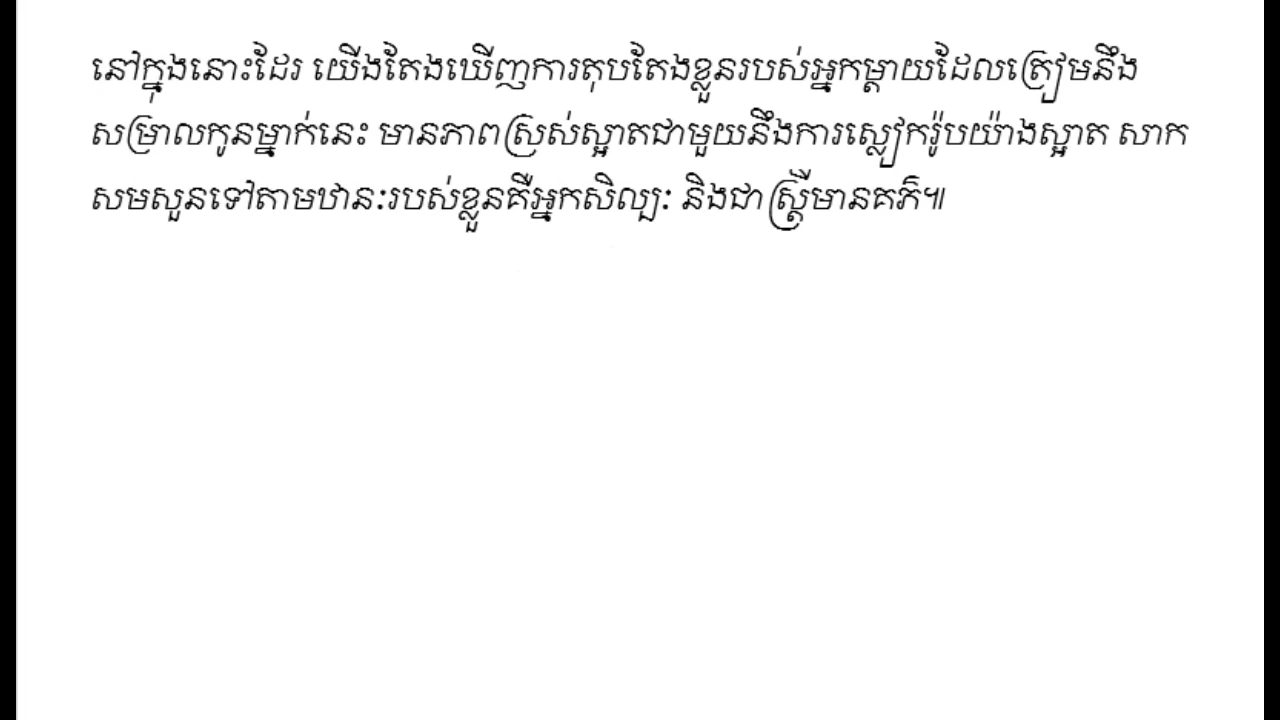 នៅក្នុងនោះដែរ យើងតែងឃើញការតុបតែងខ្លួនរបស់អ្នកម្តាយដែលត្រៀមនឹង
សម្រាលកូនម្នាក់នេះ មានភាពស្រស់ស្អាតជាមួយនឹងការស្លៀករ៉ូបយ៉ាងស្អាត សាក
សមសួនទៅតាមឋានៈរបស់ខ្លួនគឺអ្នកសិល្បៈ និងជាស្ត្រីមានគភ៌៕